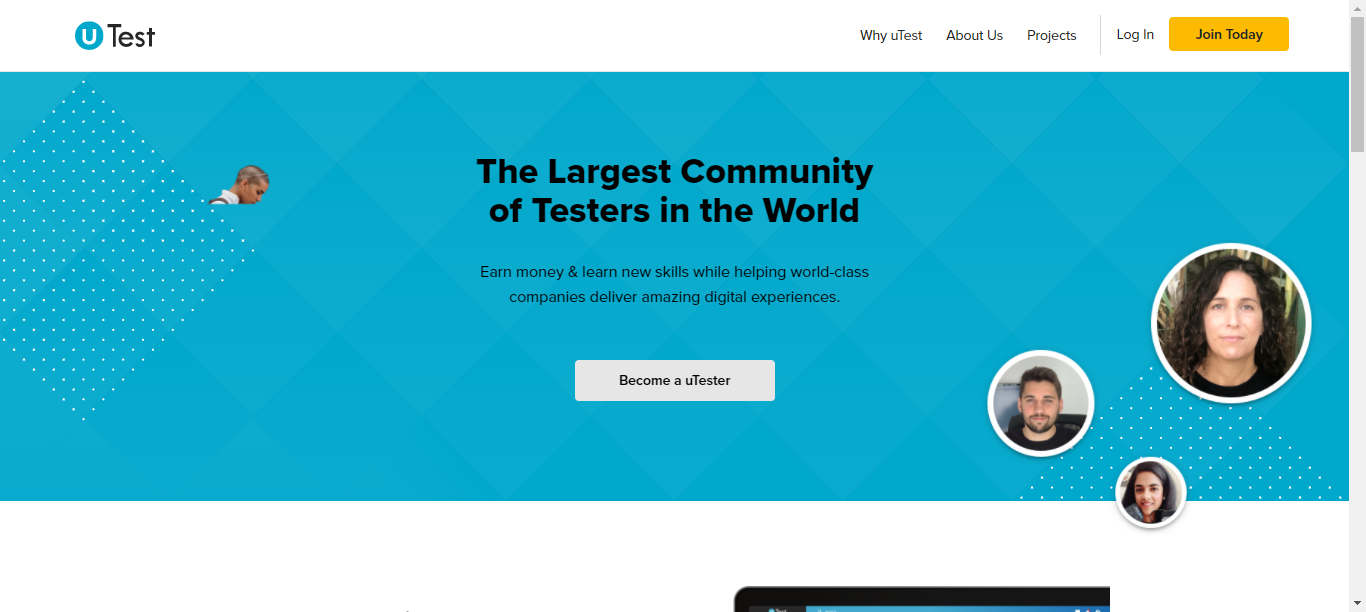 uTest
Why uTest
About Us
Projects
Log In
Join Today
The Largest Community
of Testers in the World
Earn money & learn new skills while helping world-class
companies deliver amazing digital experiences.
Become a uTester